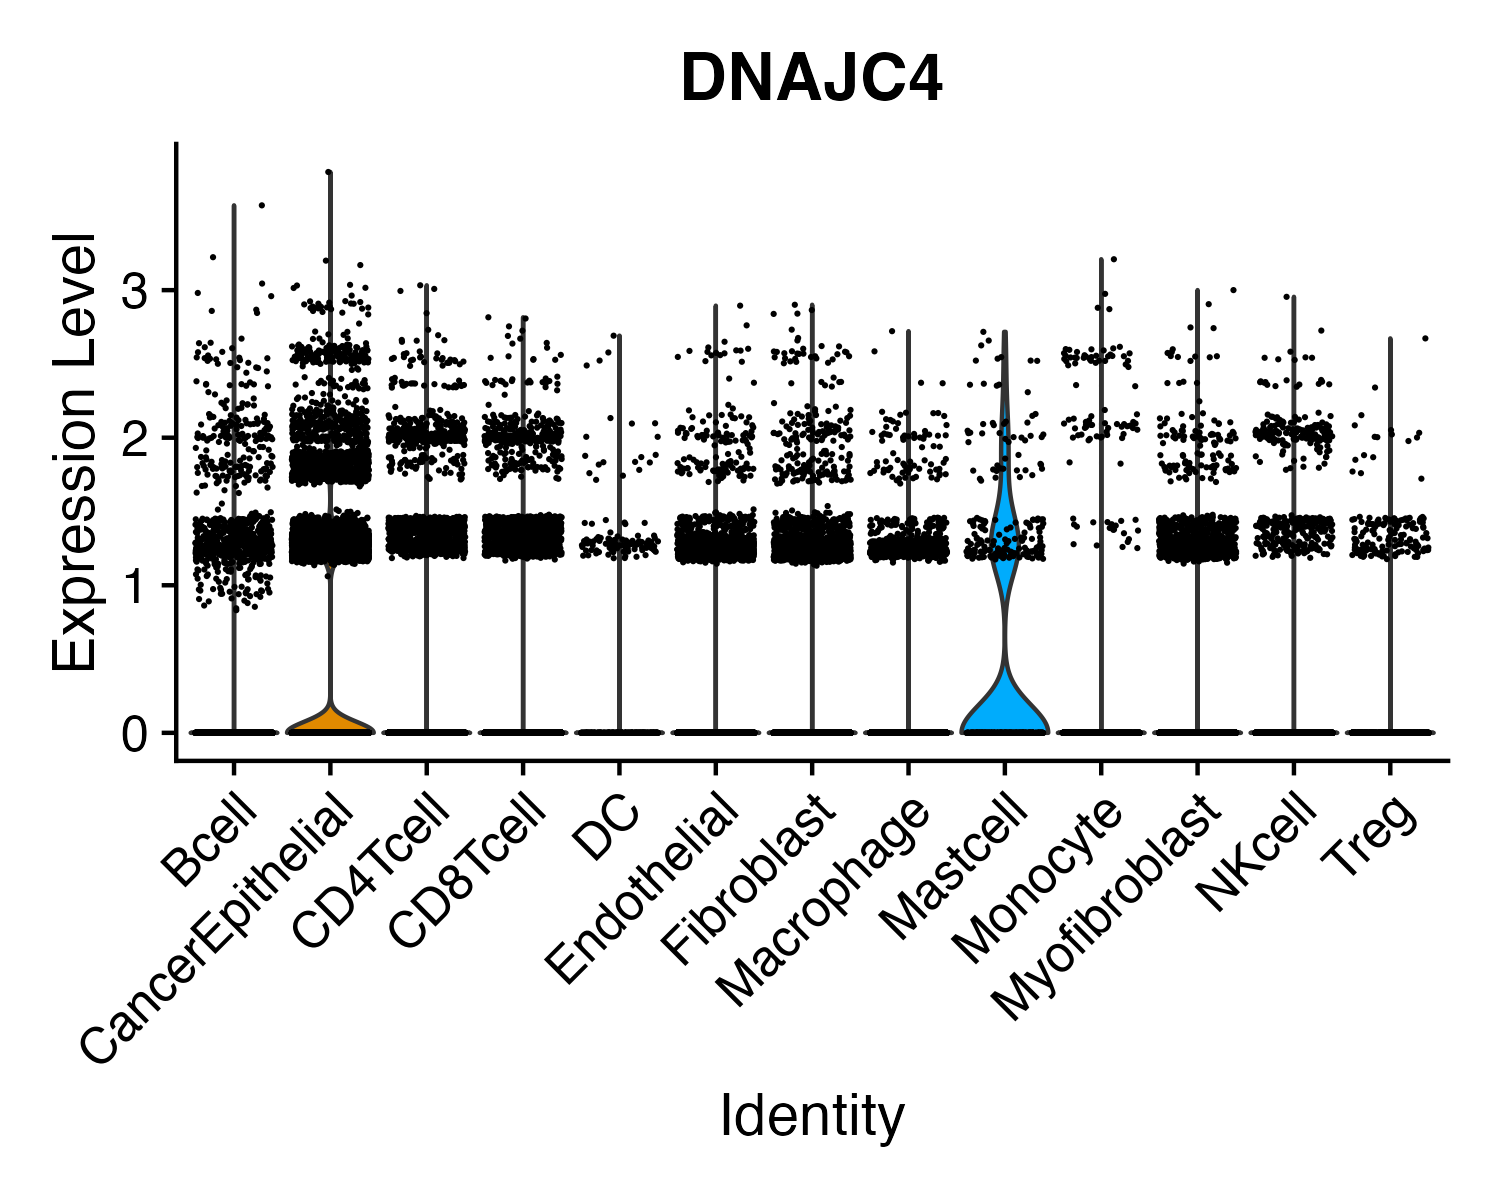 DNAJC4
Expression Level
3
2
1
0
Bcell
CancerEpithelial
CD4Tcell
CD8Tcell
DC
Endothelial
Fibroblast
Macrophage
Mastcell
Monocyte
Myofibroblast
NKcell
Treg
Identity